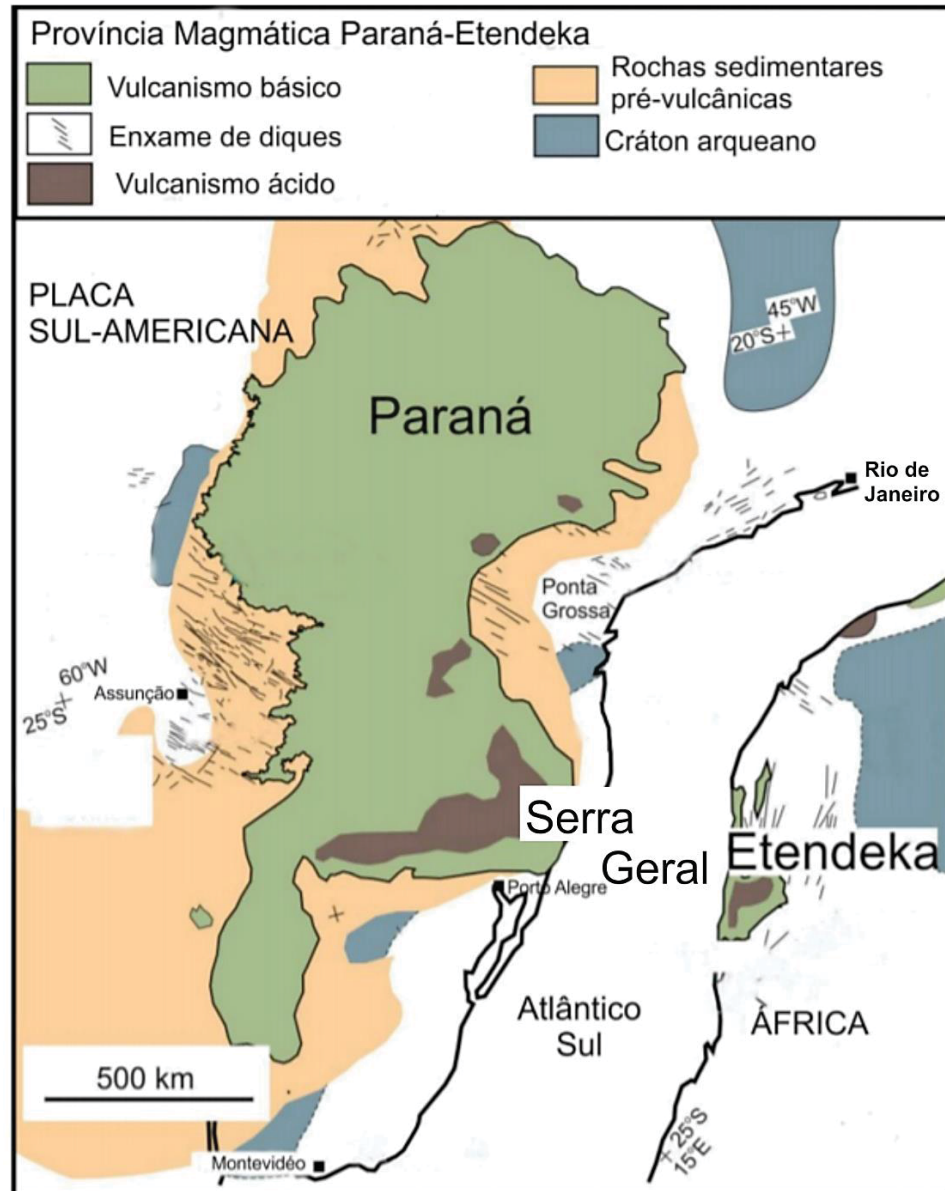 Província Magmática Paraná-Etendeka
Vulcanismo básico
Enxame de diques
Vulcanismo ácido
Rochas sedimentares
pré-vulcânicas
Cráton arqueano
PLACA
SUL-AMERICANA
45°W
20°S
Paraná
Rio de
Janeiro
Ponta
Grossa
60°W
Assunção
25°S
Serra
Geral
Etendeka
Porto Alegre
Atlântico
Sul
ÁFRICA
500 km
25°S
15°E
Montevidéo